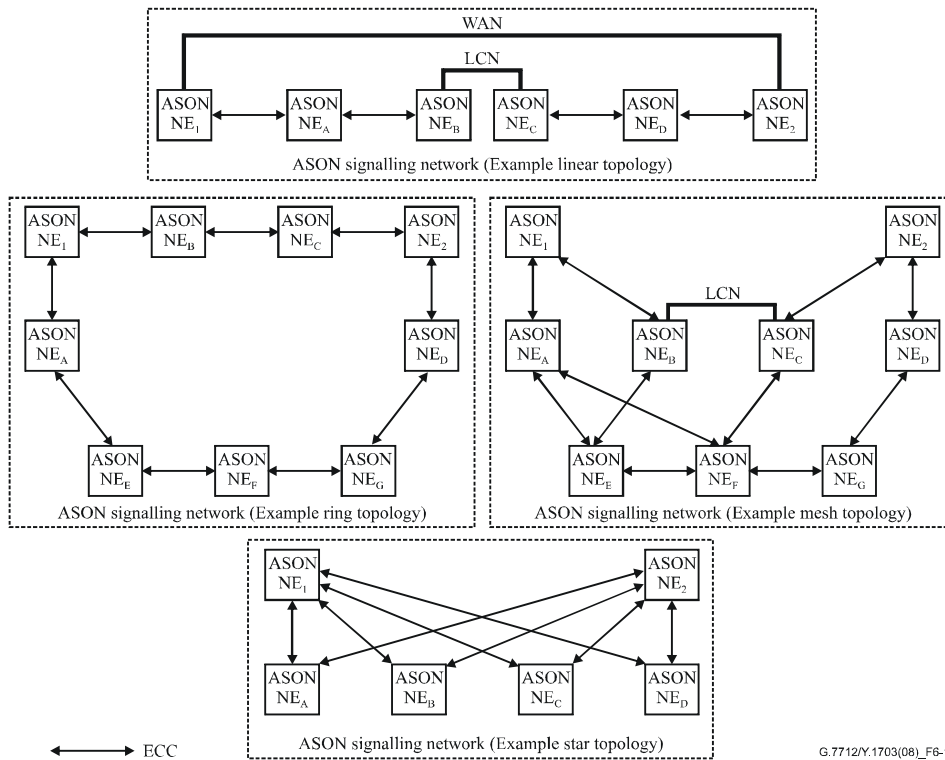 WAN
LCN
ASON NE1
ASON NEA
ASON NEB
ASON NEC
ASON NED
ASON NE2
ASON signalling network (Example linear topology)
ASON NE1
ASON NEB
ASON NEC
ASON NE2
ASON NEA
ASON NED
ASON NEE
ASON NEF
ASON NEG
ASON signalling network (Example ring topology)
ASON NE1
ASON NE2
LCN
ASON NEA
ASON NEB
ASON NEC
ASON NED
ASON NEE
ASON NEF
ASON NEG
ASON signalling network (Example mesh topology)
ASON NE1
ASON NE2
ASON NEA
ASON NEB
ASON NEC
ASON NED
ASON signalling network (Example star topology)
ECC
G.7712/Y.1703(08)_F6-